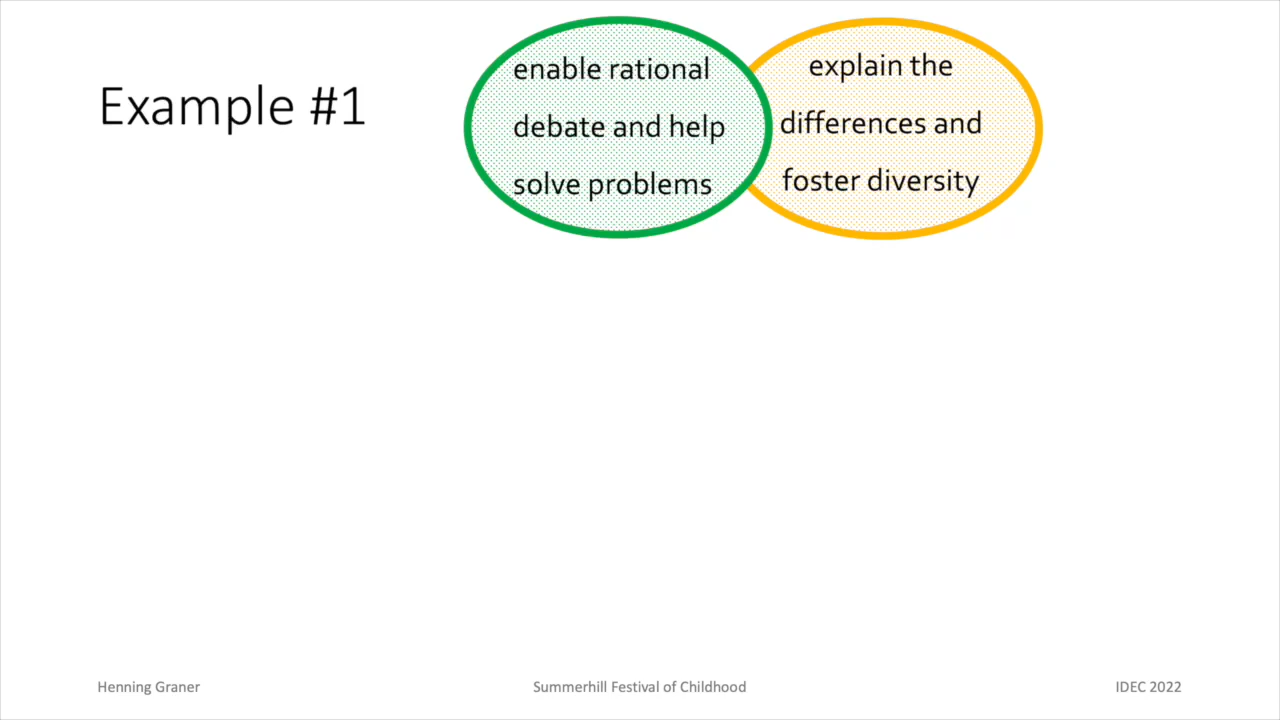 Example #1
enable rational
debate and help
solve problems
explain the
differences and
foster diversity
Henning Graner
Summerhill Festival of Childhood
IDEC 2022